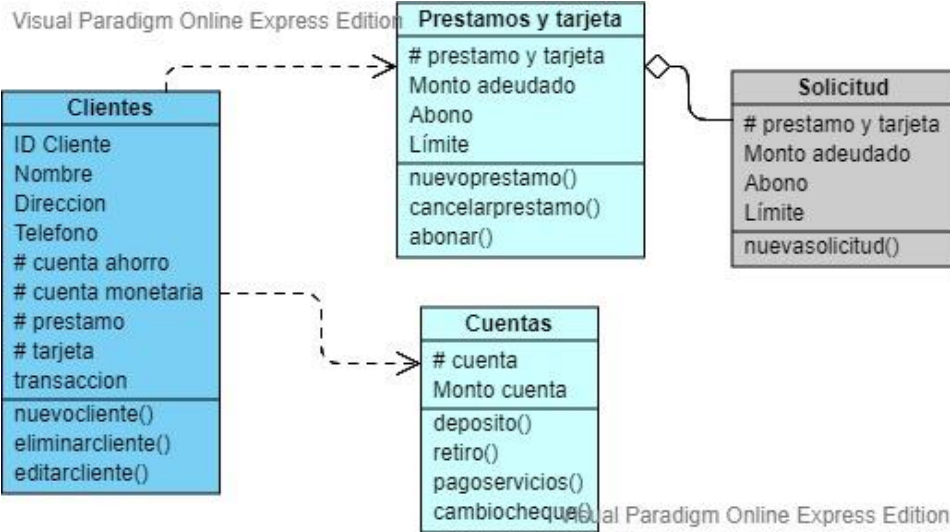 Visual Paradigm Online Express Edition
Prestamos y tarjeta
# prestamo y tarjeta
Monto adeudado
Abono
Límite
nuevoprestamo()
cancelarprestamo()
abonar()
Solicitud
# prestamo y tarjeta
Monto adeudado
Abono
Límite
nuevasolicitud()
Clientes
ID Cliente
Nombre
Direccion
Telefono
# cuenta ahorro
# cuenta monetaria
# prestamo
# tarjeta
transaccion
nuevocliente()
eliminarcliente()
editarcliente()
Cuentas
# cuenta
Monto cuenta
deposito()
retiro()
pagoservicios()
cambiocheque()
Visual Paradigm Online Express Edition